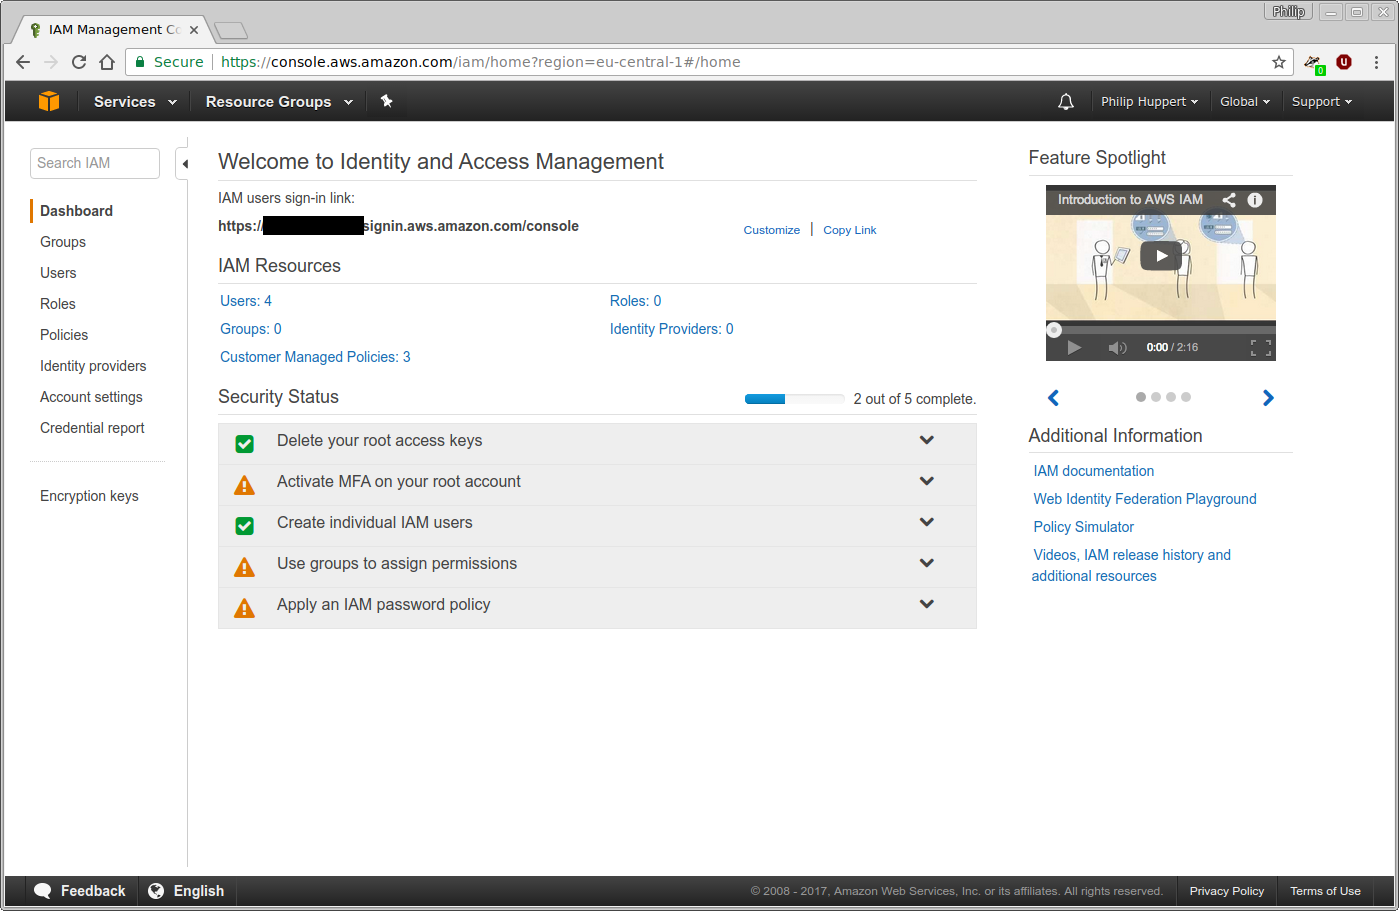 Philip
IAM Management Co
Secure https://console.aws.amazon.com/iam/home?region=eu-central-1#/home
0
Services Resource Groups Philip Huppert Global Support
Search IAM
Dashboard
Groups
Users
Roles
Policies
Identity providers
Account settings
Credential report
Encryption keys
Welcome to Identity and Access Management
IAM users sign-in link:
https:/ signin.aws.amazon.com/console
Customize | Copy Link
IAM Resources
Users: 4 Roles: 0
Groups: 0 Identity Providers: 0
Customer Managed Policies: 3
Security Status 2 out of 5 complete.
Delete your root access keys
Activate MFA on your root account
Create individual IAM users
Use groups to assign permissions
Apply an IAM password policy
Feature Spotlight
Introduction to AWS IAM
0:00 / 2:16
Additional Information
IAM documentation
Web Identity Federation Playground
Policy Simulator
Videos, IAM release history and
additional resources
Feedback English © 2008 - 2017, Amazon Web Services, Inc. or its affiliates. All rights reserved. Privacy Policy Terms of Use